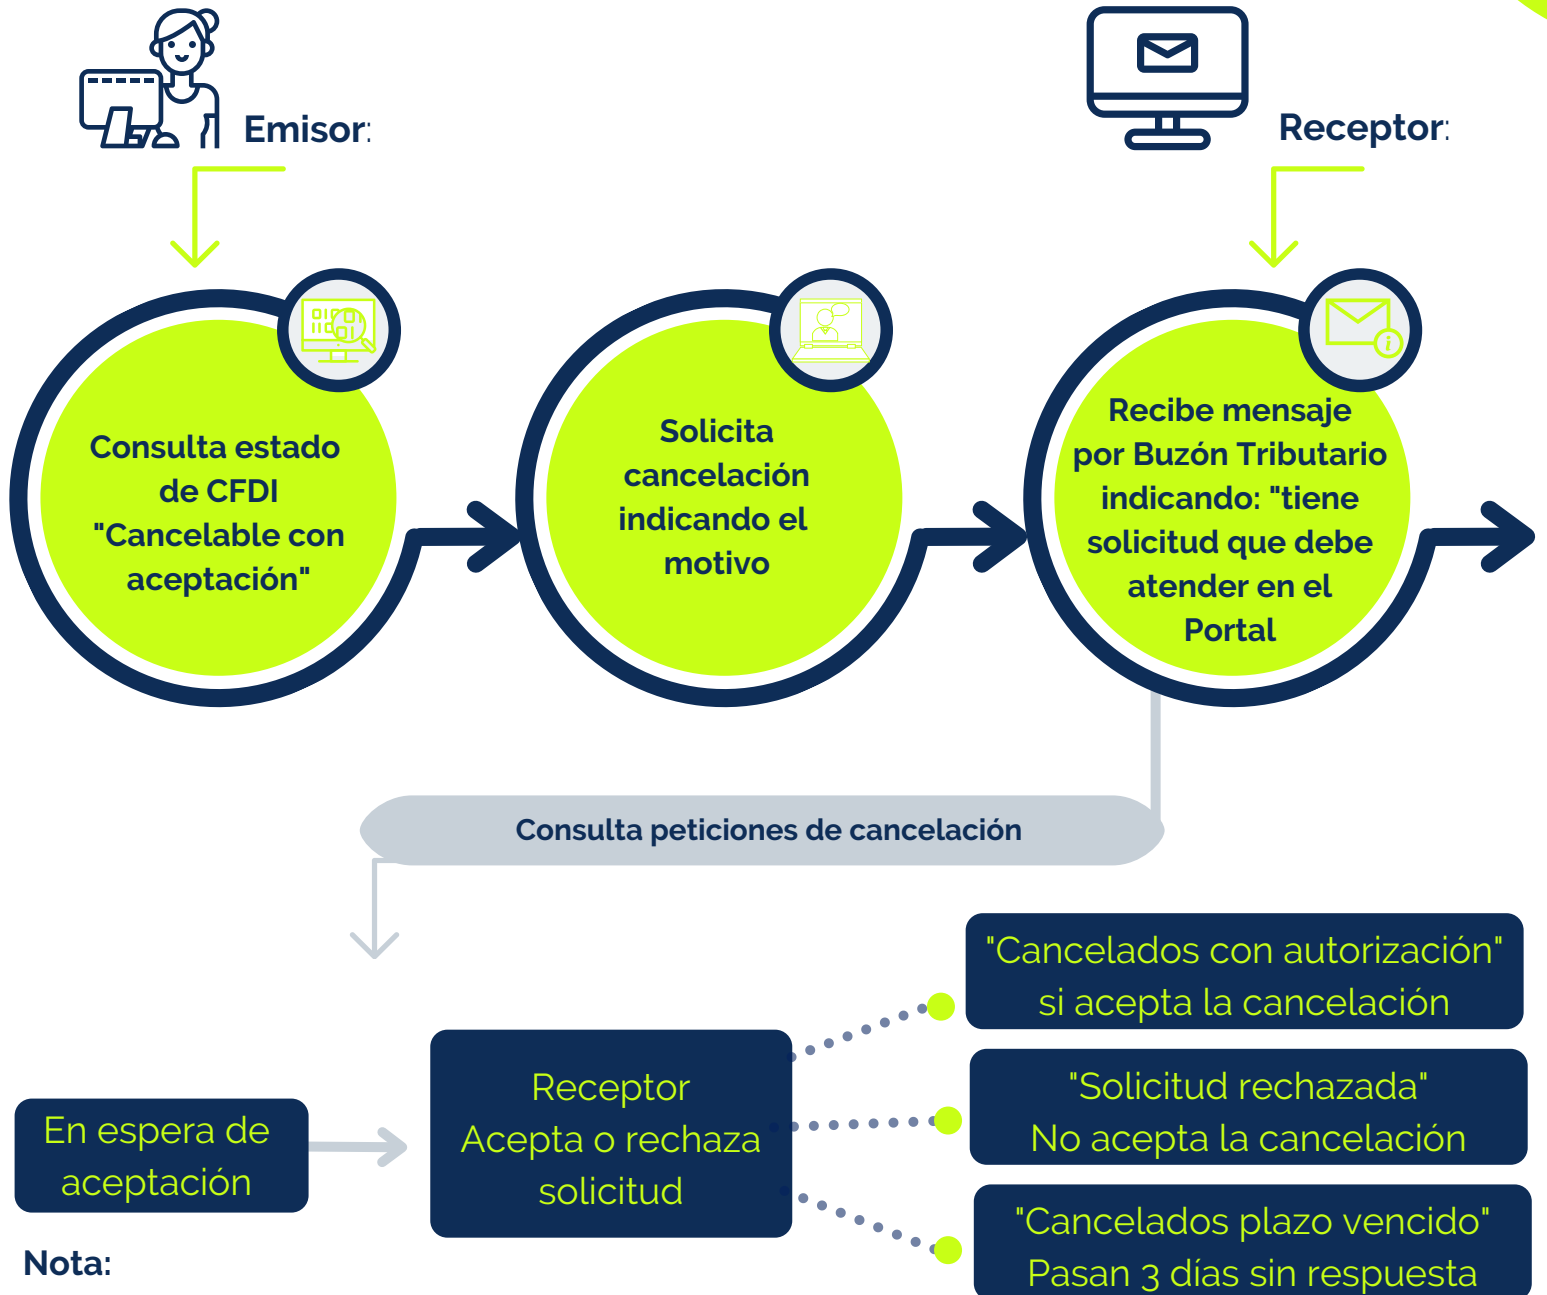 Emisor:
Receptor:
Consulta estado
de CFDI
"Cancelable con
aceptación"
Solicita
cancelación
indicando el
motivo
Recibe mensaje
por Buzón Tributario
indicando: "tiene
solicitud que debe
atender en el
Portal
Consulta peticiones de cancelación
En espera de
aceptación
Receptor
Acepta o rechaza
solicitud
"Cancelados con autorización"
si acepta la cancelación
"Solicitud rechazada"
No acepta la cancelación
"Cancelados plazo vencido"
Pasan 3 días sin respuesta
Nota: